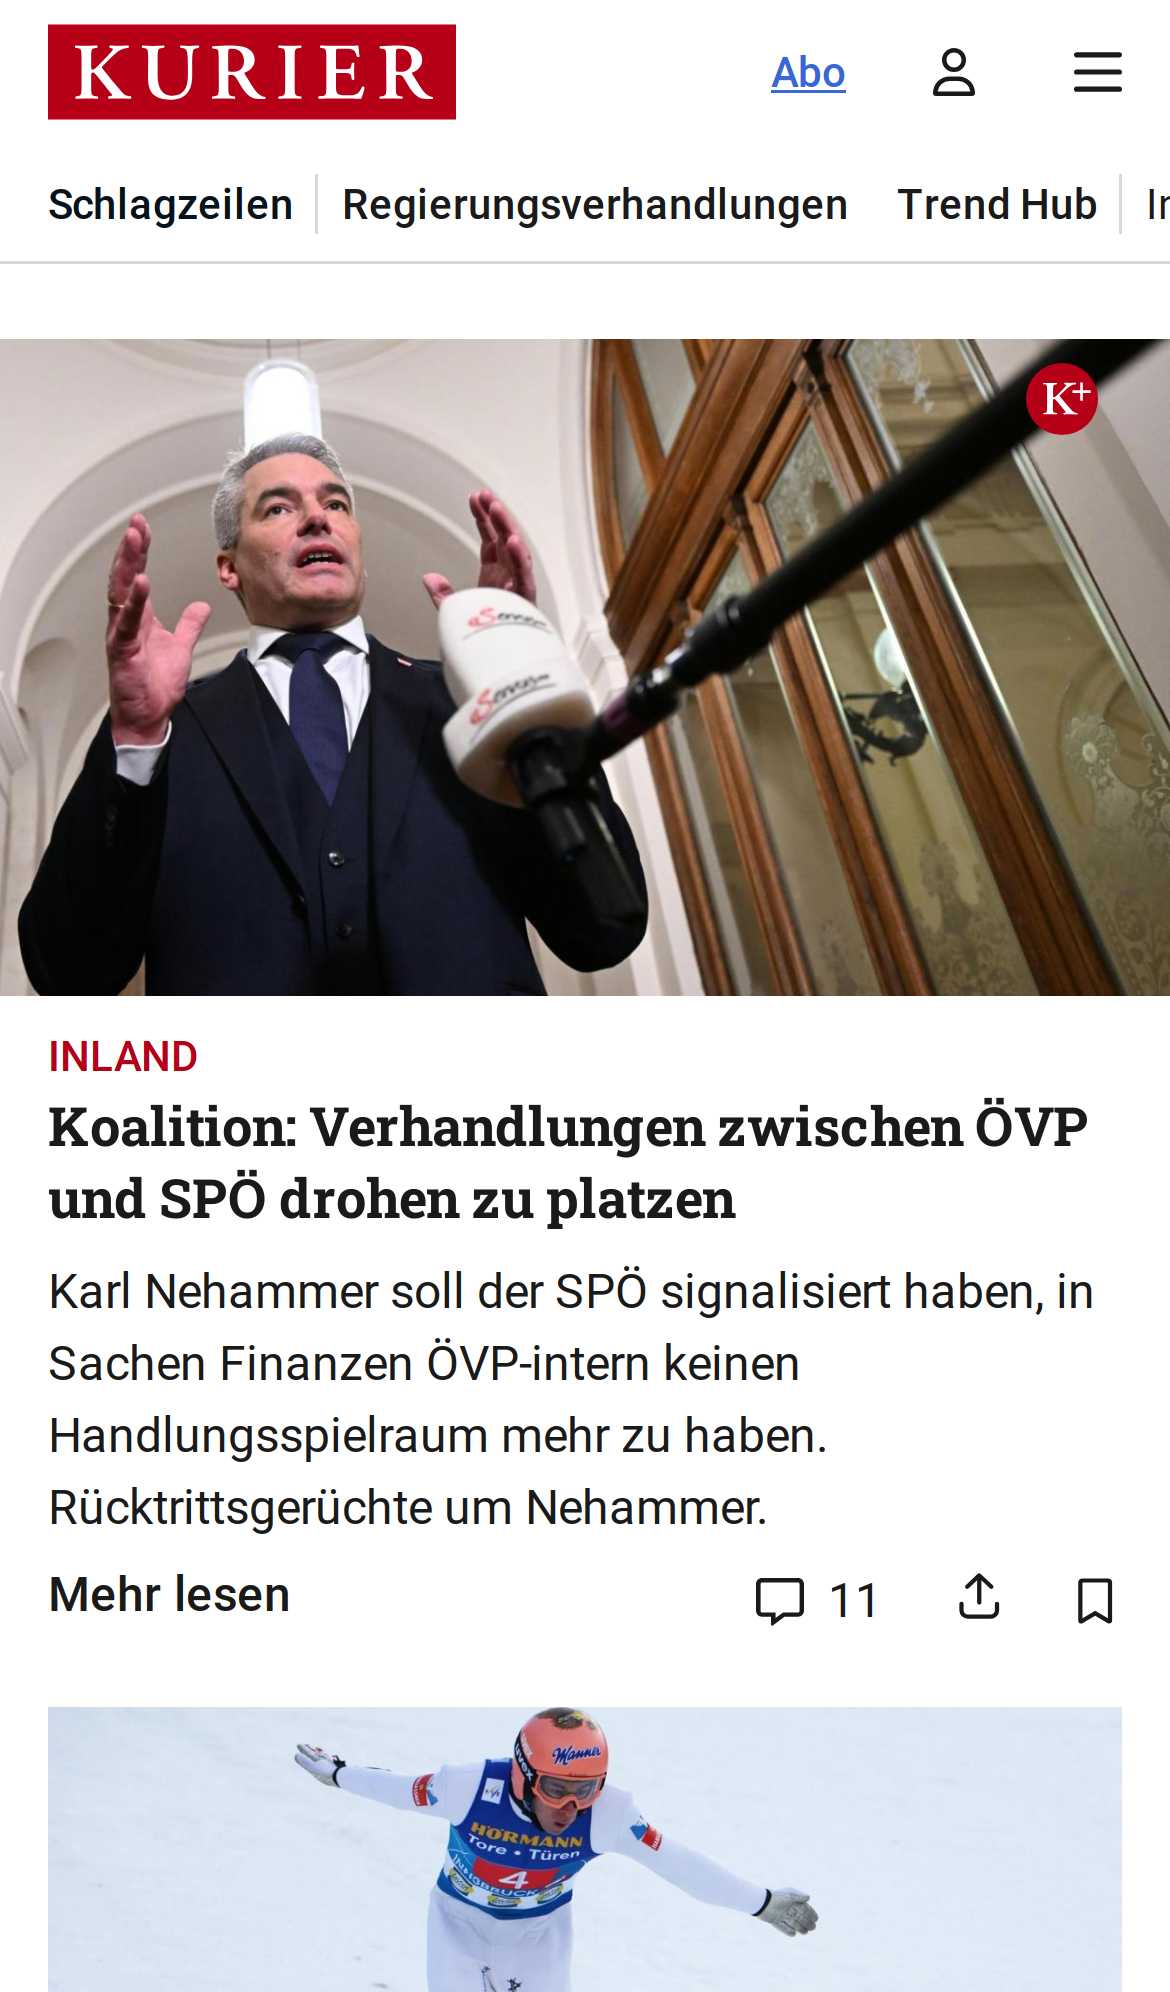 KURIER
Abo
Schlagzeilen
Regierungsverhandlungen
Trend Hub
K+
INLAND
Koalition: Verhandlungen zwischen ÖVP
und SPÖ drohen zu platzen
Karl Nehammer soll der SPÖ signalisiert haben, in
Sachen Finanzen ÖVP-intern keinen
Handlungsspielraum mehr zu haben.
Rücktrittsgerüchte um Nehammer.
Mehr lesen
11
Manner
uvex
HÖRMANN
Tore • Türen
4
INNSBRUCK